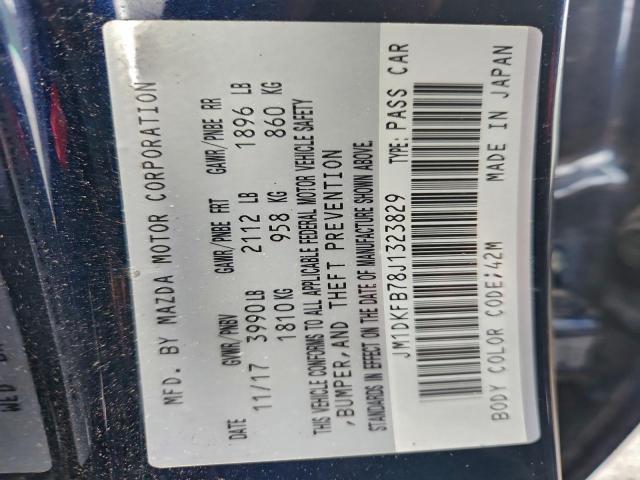 MFD. BY MAZDA MOTOR CORPORATION
DATE GVWR/PNBV GAWR/PNBE FRT GAWR/PNBE RR
11/17 3990LB 2112 LB 1896 LB
1810KG 958 KG 860 KG
THIS VEHICLE CONFORMS TO ALL APPLICABLE FEDERAL MOTOR VEHICLE SAFETY
,BUMPER,AND THEFT PREVENTION
STANDARDS IN EFFECT ON THE DATE OF MANUFACTURE SHOWN ABOVE.
JM1DKFB78J1323829 TYPE: PASS CAR
BODY COLOR CODE:42M MADE IN JAPAN
WED